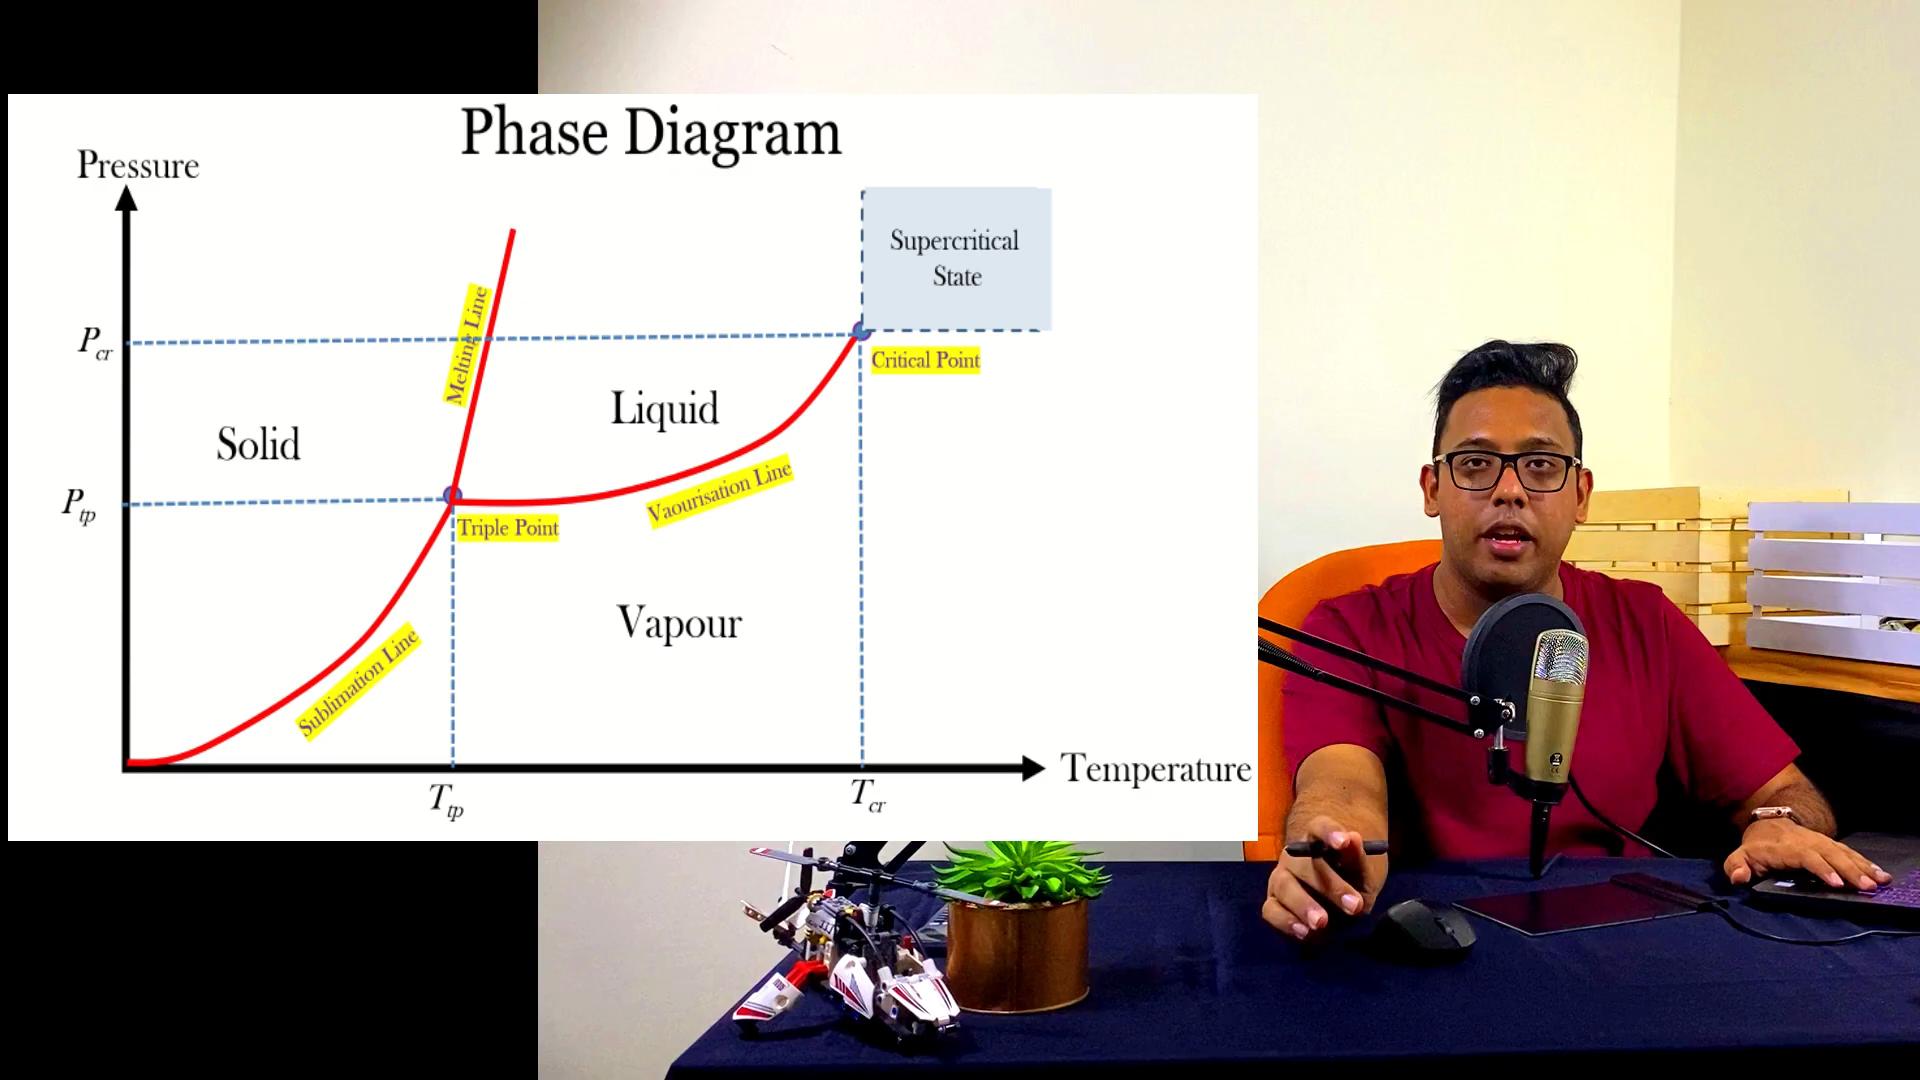 Phase Diagram
Pressure
Supercritical
State
P cr
Melting Line
Critical Point
Liquid
Solid
Vaourisation Line
P tp
Triple Point
Vapour
Sublimation Line
Temperature
T tp
T cr